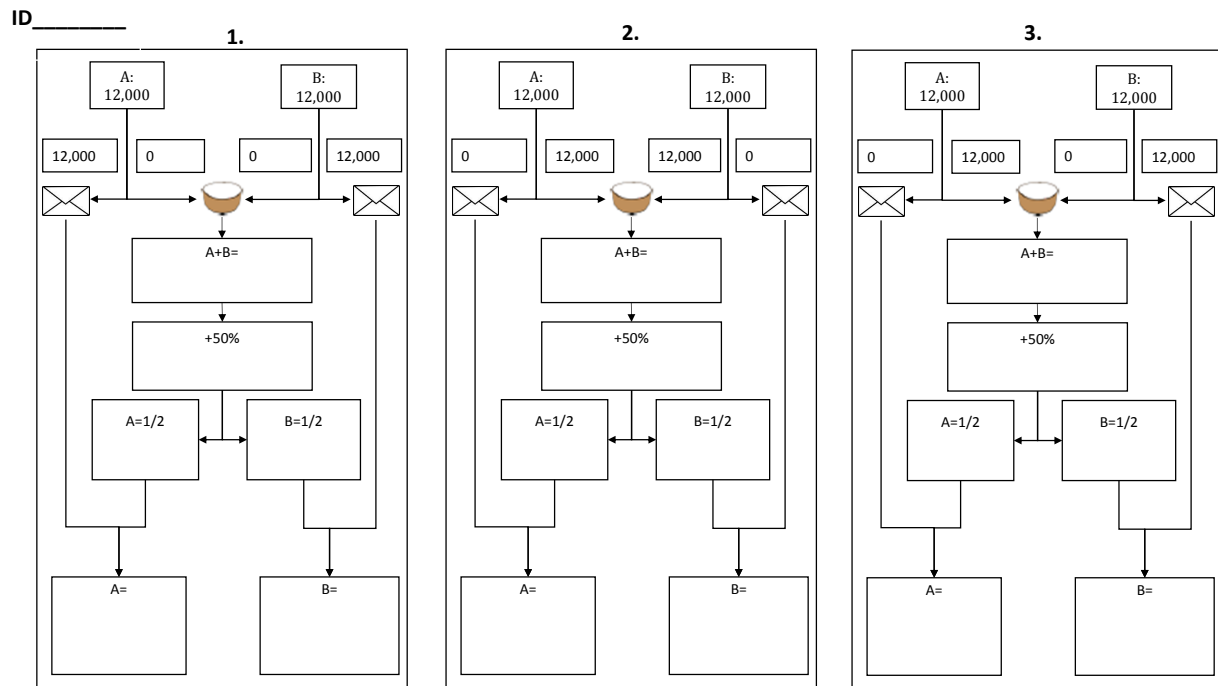 ID________
1.
A:
12,000
B:
12,000
12,000
0
0
12,000
A+B=
+50%
A=1/2
B=1/2
A=
B=
2.
A:
12,000
B:
12,000
0
12,000
12,000
0
A+B=
+50%
A=1/2
B=1/2
A=
B=
3.
A:
12,000
B:
12,000
0
12,000
0
12,000
A+B=
+50%
A=1/2
B=1/2
A=
B=